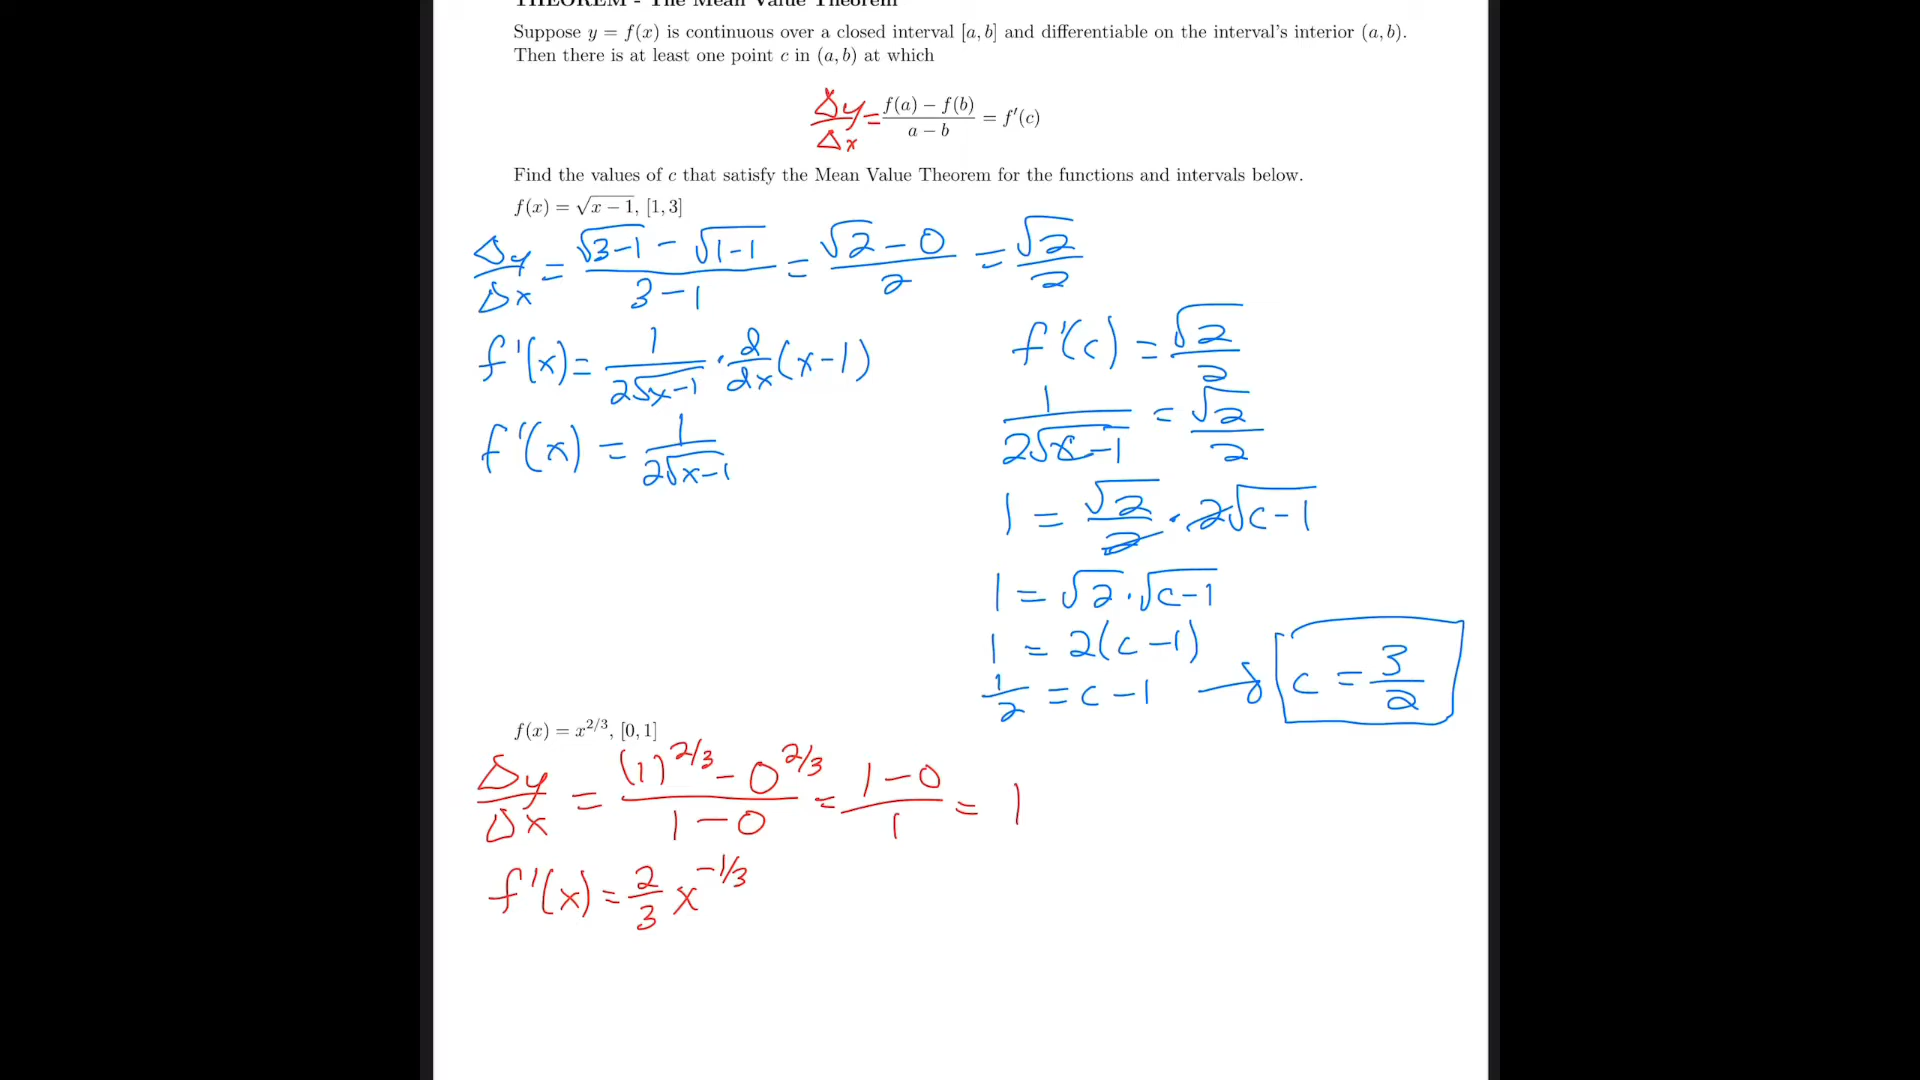 THEOREM - The Mean Value Theorem
Suppose y = f(x) is continuous over a closed interval [a, b] and differentiable on the interval's interior (a, b).
Then there is at least one point c in (a, b) at which
Δy/Δx = (f(a) − f(b))/(a − b) = f′(c)
Find the values of c that satisfy the Mean Value Theorem for the functions and intervals below.
f(x) = √(x − 1), [1, 3]
Δy/Δx = (√(3−1) − √(1−1))/(3−1) = (√2 − 0)/2 = √2/2
f'(x) = 1/(2√(x−1)) · d/dx (x−1)
f'(x) = 1/(2√(x−1))
f'(c) = √2/2
1/(2√(c−1)) = √2/2
1 = √2/2 · 2√(c−1)
1 = √2 · √(c−1)
1 = 2(c−1)
1/2 = c−1 → c = 3/2
f(x) = x^(2/3), [0, 1]
Δy/Δx = ((1)^(2/3) − 0^(2/3))/(1−0) = (1−0)/1 = 1
f'(x) = 2/3 x^(−1/3)